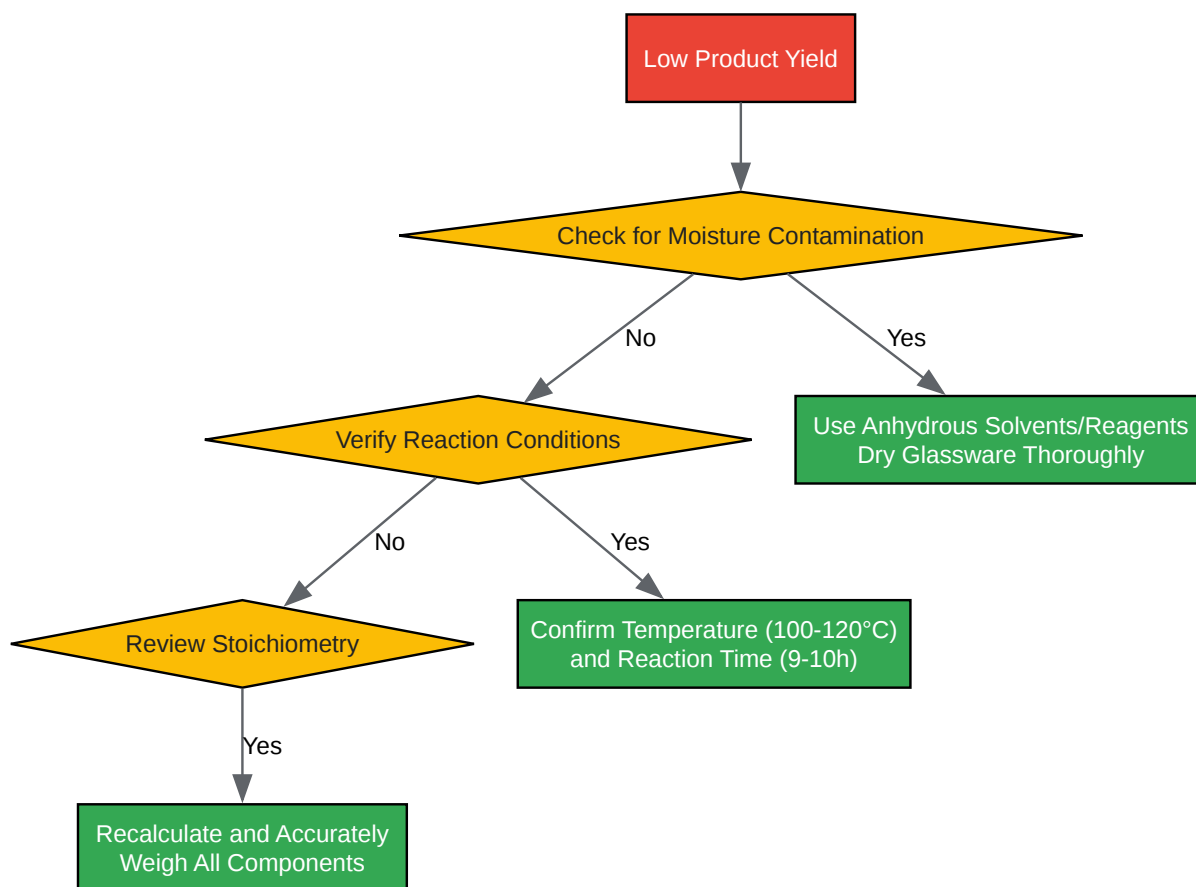 Low Product Yield
Check for Moisture Contamination
No
Yes
Verify Reaction Conditions
Use Anhydrous Solvents/Reagents
Dry Glassware Thoroughly
No
Yes
Review Stoichiometry
Confirm Temperature (100-120°C)
and Reaction Time (9-10h)
Yes
Recalculate and Accurately
Weigh All Components